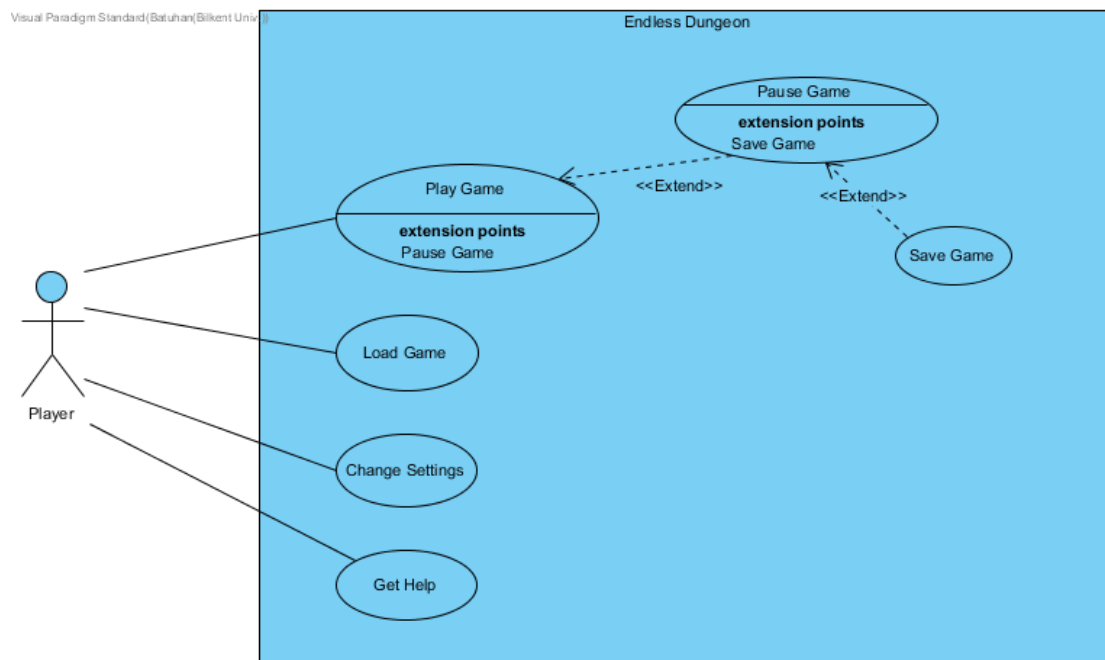 Visual Paradigm Standard(Batuhan(Bilkent Univ.))
Endless Dungeon
Pause Game
extension points
Save Game
Play Game
<<Extend>>
<<Extend>>
extension points
Pause Game
Save Game
Load Game
Player
Change Settings
Get Help